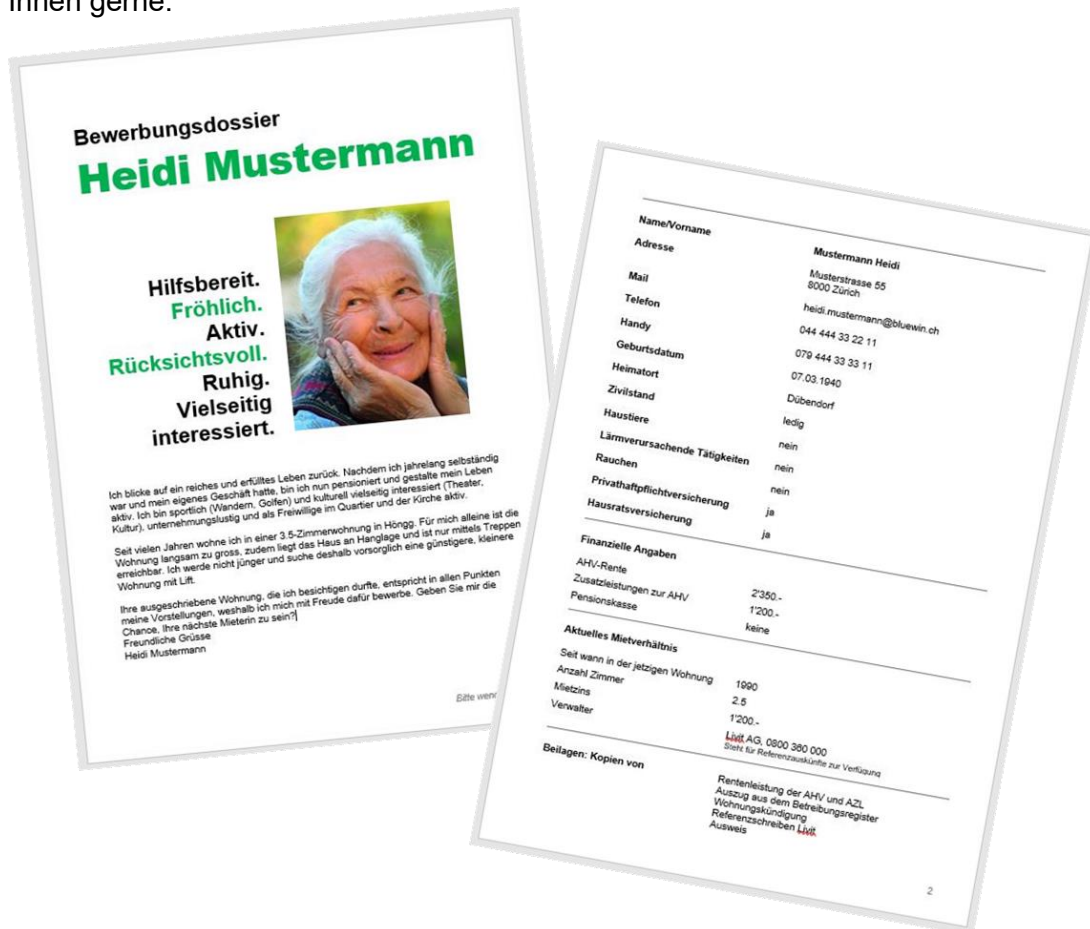 Ihnen gerne.
Bewerbungsdossier
Heidi Mustermann
Hilfsbereit.
Fröhlich.
Aktiv.
Rücksichtsvoll.
Ruhig.
Vielseitig
interessiert.
Ich blicke auf ein reiches und erfülltes Leben zurück. Nachdem ich jahrelang selbständig
war und mein eigenes Geschäft hatte, bin ich nun pensioniert und gestalte mein Leben
aktiv. Ich bin sportlich (Wandern, Golfen) und kulturell vielseitig interessiert (Theater,
Kultur), unternehmungslustig und als Freiwillige im Quartier und der Kirche aktiv.
Seit vielen Jahren wohne ich in einer 3.5-Zimmerwohnung in Höngg. Für mich alleine ist die
Wohnung langsam zu gross, zudem liegt das Haus an Hanglage und ist nur mittels Treppen
erreichbar. Ich werde nicht jünger und suche deshalb vorsorglich eine günstigere, kleinere
Wohnung mit Lift.
Ihre ausgeschriebene Wohnung, die ich besichtigen durfte, entspricht in allen Punkten
meine Vorstellungen, weshalb ich mich mit Freude dafür bewerbe. Geben Sie mir die
Chance, Ihre nächste Mieterin zu sein?
Freundliche Grüsse
Heidi Mustermann
Bitte
Name/Vorname Mustermann Heidi
Adresse Musterstrasse 55
8000 Zürich
Mail heidi.mustermann@bluewin.ch
Telefon 044 444 33 22 11
Handy 079 444 33 33 11
Geburtsdatum 07.03.1940
Heimatort Dübendorf
Zivilstand ledig
Haustiere nein
Lärmverursachende Tätigkeiten nein
Rauchen nein
Privathaftpflichtversicherung ja
Hausratsversicherung ja
Finanzielle Angaben
AHV-Rente 2'350.-
Zusatzleistungen zur AHV 1'200.-
Pensionskasse keine
Aktuelles Mietverhältnis
Seit wann in der jetzigen Wohnung 1990
Anzahl Zimmer 2.5
Mietzins 1'200.-
Verwalter Livit AG, 0800 380 000
Steht für Referenzauskünfte zur Verfügung
Beilagen: Kopien von Rentenleistung der AHV und AZL
Auszug aus dem Betreibungsregister
Wohnungskündigung
Referenzschreiben Livit
Ausweis
2